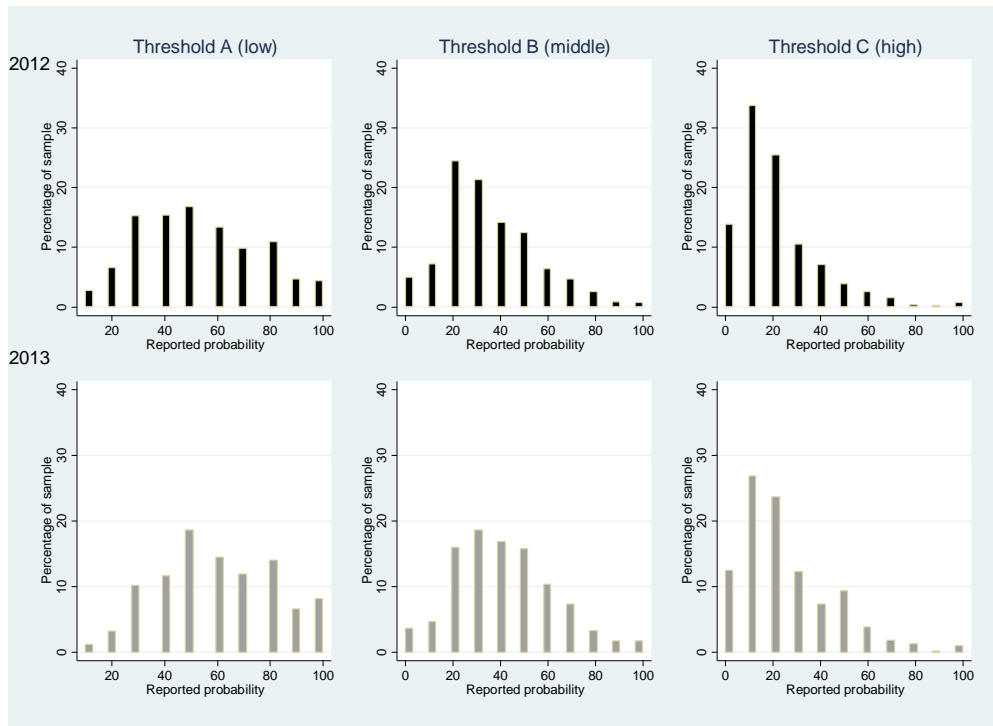 Threshold A (low)
Threshold B (middle)
Threshold C (high)
2012
Percentage of sample
0 10 20 30 40
20 40 60 80 100
Reported probability
Percentage of sample
0 10 20 30 40
0 20 40 60 80 100
Reported probability
Percentage of sample
0 10 20 30 40
0 20 40 60 80 100
Reported probability
2013
Percentage of sample
0 10 20 30 40
20 40 60 80 100
Reported probability
Percentage of sample
0 10 20 30 40
0 20 40 60 80 100
Reported probability
Percentage of sample
0 10 20 30 40
0 20 40 60 80 100
Reported probability